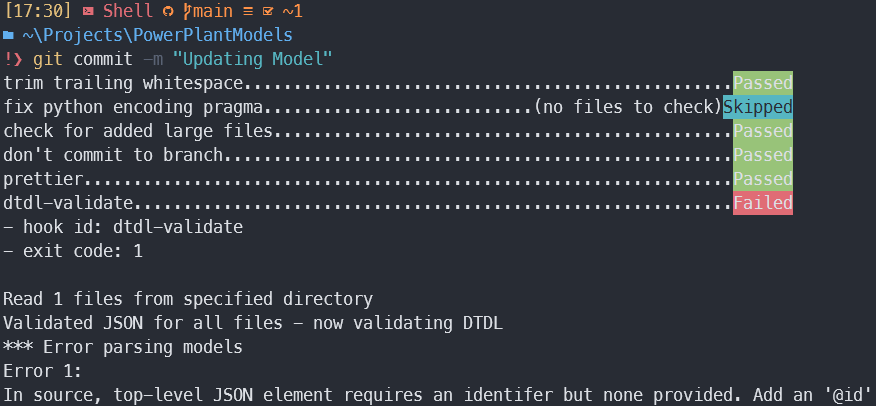 [17:30] Shell main ≡ ~1
~\Projects\PowerPlantModels
!❯ git commit -m "Updating Model"
trim trailing whitespace.................................................Passed
fix python encoding pragma...........................(no files to check)Skipped
check for added large files..............................................Passed
don't commit to branch...................................................Passed
prettier.................................................................Passed
dtdl-validate............................................................Failed
- hook id: dtdl-validate
- exit code: 1
Read 1 files from specified directory
Validated JSON for all files - now validating DTDL
*** Error parsing models
Error 1:
In source, top-level JSON element requires an identifer but none provided. Add an '@id'